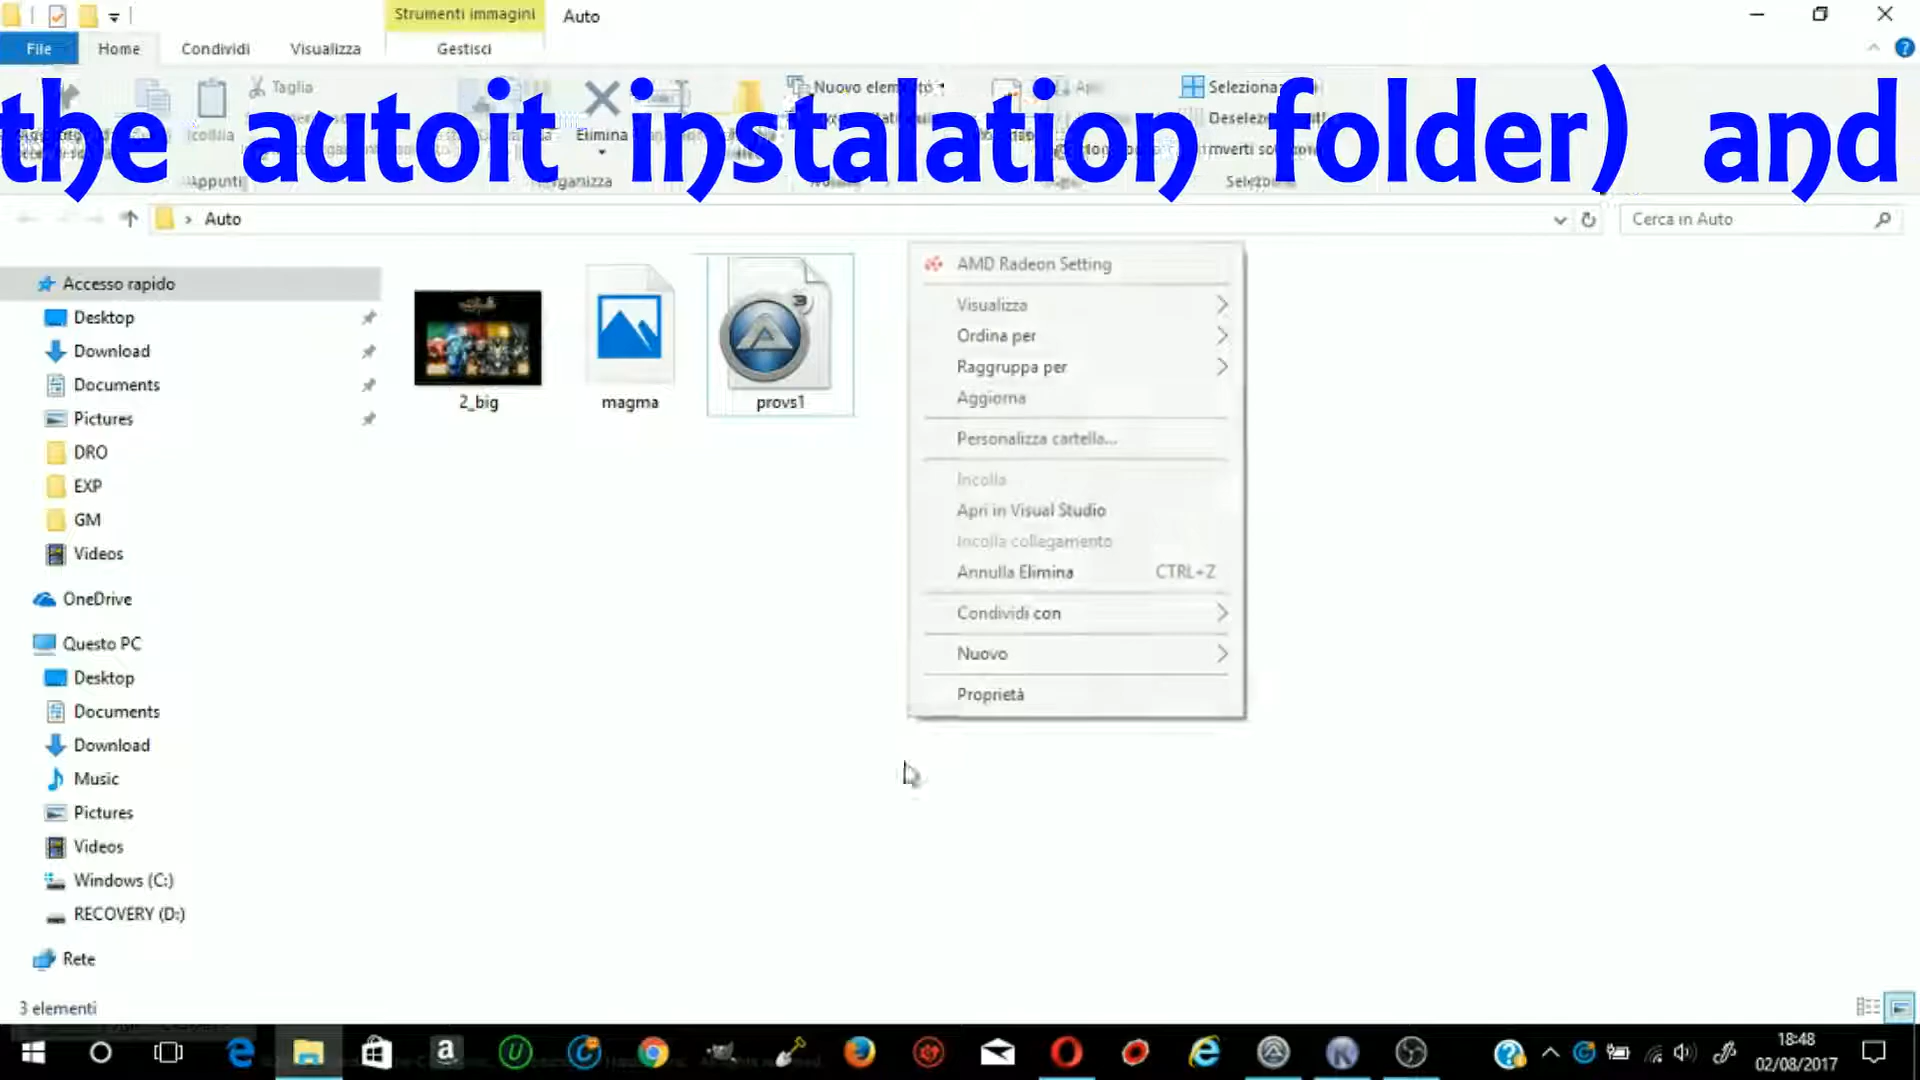 Strumenti immagini
Auto
File
Home
Condividi
Visualizza
Gestisci
Taglia
Nuovo
Seleziona
Elimina
the autoit instalation folder) and
Auto
Cerca in Auto
Accesso rapido
Desktop
Download
Documents
Pictures
DRO
EXP
GM
Videos
OneDrive
Questo PC
Desktop
Documents
Download
Music
Pictures
Videos
Windows (C:)
RECOVERY (D:)
Rete
2_big
magma
provs1
AMD Radeon Setting
Visualizza
Ordina per
Raggruppa per
Aggiorna
Personalizza cartella...
Incolla
Apri in Visual Studio
Incolla collegamento
Annulla Elimina CTRL+Z
Condividi con
Nuovo
Proprietà
3 elementi
18:48
02/08/2017